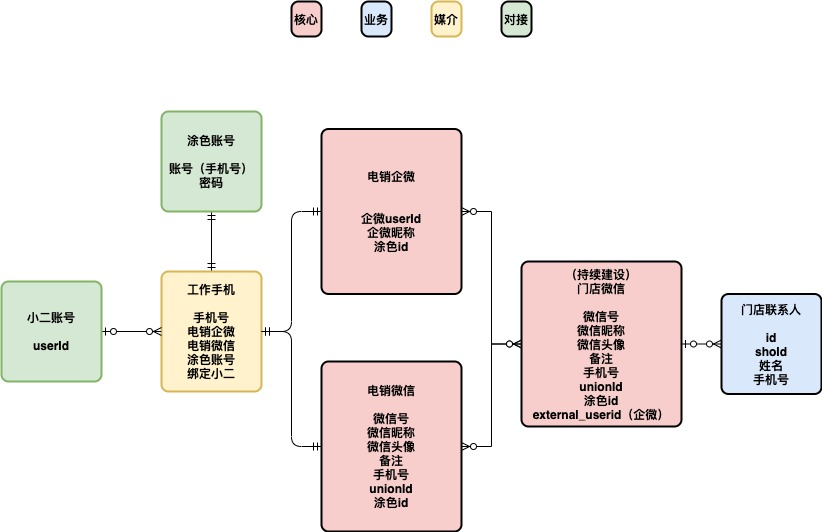 核心
业务
媒介
对接
涂色账号
账号（手机号）
密码
电销企微
企微userId
企微昵称
涂色id
小二账号
userId
工作手机
手机号
电销企微
电销微信
涂色账号
绑定小二
电销微信
微信号
微信昵称
微信头像
备注
手机号
unionId
涂色id
（持续建设）
门店微信
微信号
微信昵称
微信头像
备注
手机号
unionId
涂色id
external_userid（企微）
门店联系人
id
shoId
姓名
手机号